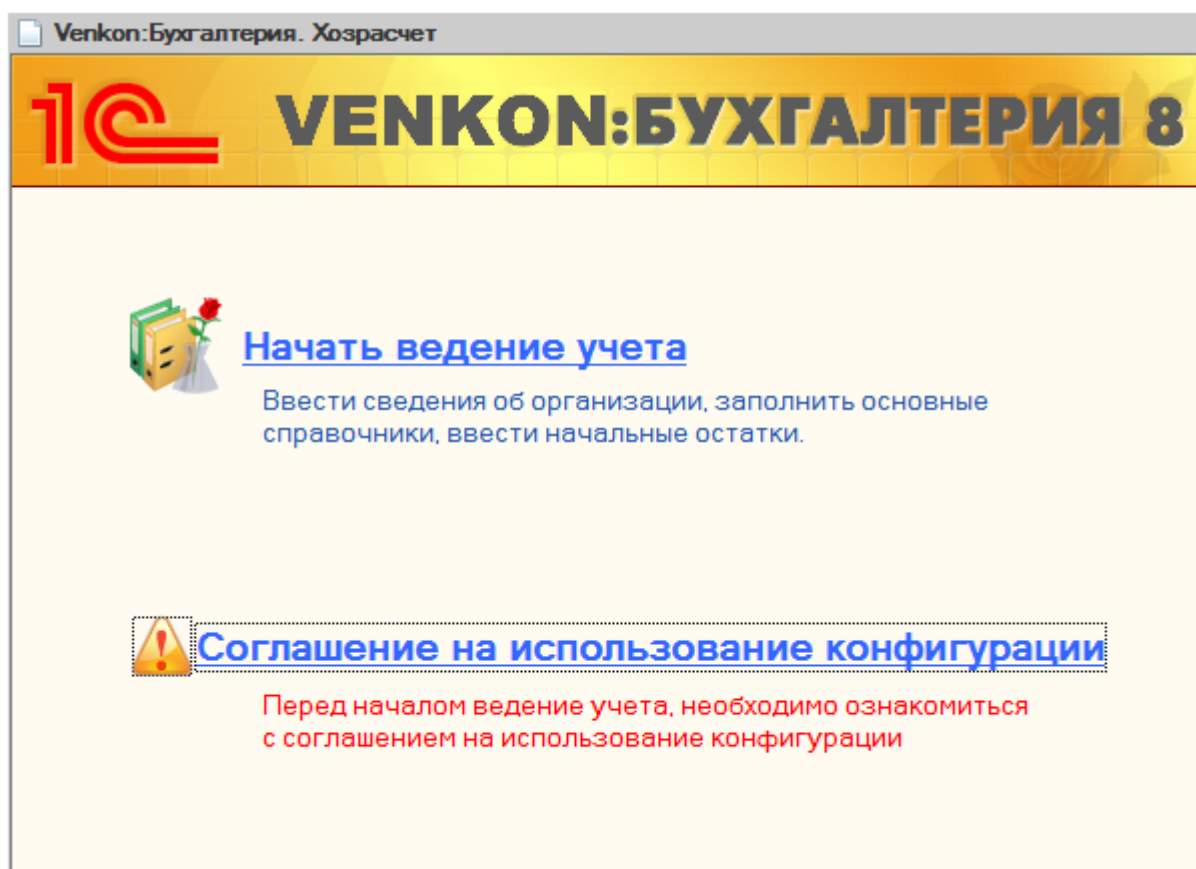 Venkon:Бухгалтерия. Хозрасчет
1С VENKON:БУХГАЛТЕРИЯ 8
Начать ведение учета
Ввести сведения об организации, заполнить основные
справочники, ввести начальные остатки.
Соглашение на использование конфигурации
Перед началом ведение учета, необходимо ознакомиться
с соглашением на использование конфигурации